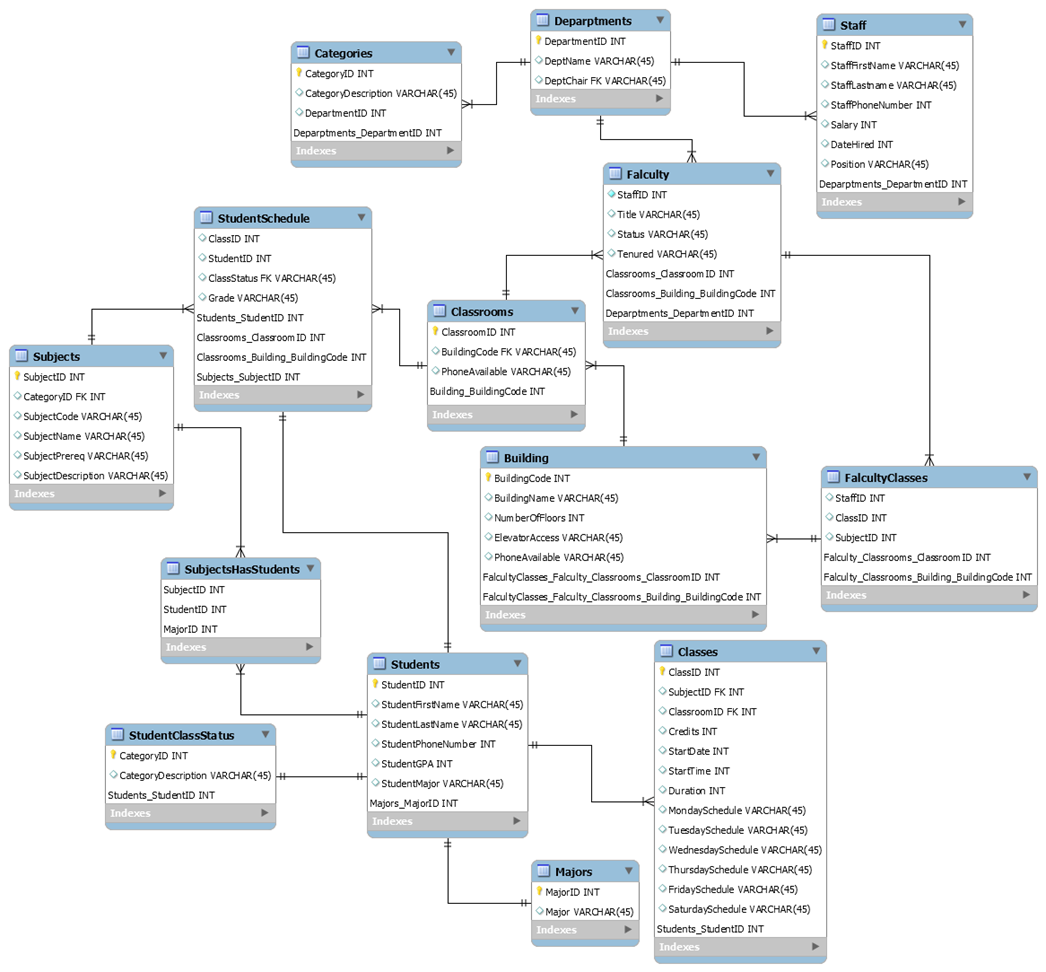 Deparptments
DepartmentID INT
DeptName VARCHAR(45)
DeptChair FK VARCHAR(45)
Indexes
Staff
StaffID INT
StaffFirstName VARCHAR(45)
StaffLastname VARCHAR(45)
StaffPhoneNumber INT
Salary INT
DateHired INT
Position VARCHAR(45)
Deparptments_DepartmentID INT
Indexes
Categories
CategoryID INT
CategoryDescription VARCHAR(45)
DepartmentID INT
Deparptments_DepartmentID INT
Indexes
Falculty
StaffID INT
Title VARCHAR(45)
Status VARCHAR(45)
Tenured VARCHAR(45)
Classrooms_ClassroomID INT
Classrooms_Building_BuildingCode INT
Deparptments_DepartmentID INT
Indexes
StudentSchedule
ClassID INT
StudentID INT
ClassStatus FK VARCHAR(45)
Grade VARCHAR(45)
Students_StudentID INT
Classrooms_ClassroomID INT
Classrooms_Building_BuildingCode INT
Subjects_SubjectID INT
Indexes
Classrooms
ClassroomID INT
BuildingCode FK VARCHAR(45)
PhoneAvailable VARCHAR(45)
Building_BuildingCode INT
Indexes
Subjects
SubjectID INT
CategoryID FK INT
SubjectCode VARCHAR(45)
SubjectName VARCHAR(45)
SubjectPrereq VARCHAR(45)
SubjectDescription VARCHAR(45)
Indexes
Building
BuildingCode INT
BuildingName VARCHAR(45)
NumberOfFloors INT
ElevatorAccess VARCHAR(45)
PhoneAvailable VARCHAR(45)
FalcultyClasses_Falculty_Classrooms_ClassroomID INT
FalcultyClasses_Falculty_Classrooms_Building_BuildingCode INT
Indexes
FalcultyClasses
StaffID INT
ClassID INT
SubjectID INT
Falculty_Classrooms_ClassroomID INT
Falculty_Classrooms_Building_BuildingCode INT
Indexes
SubjectsHasStudents
SubjectID INT
StudentID INT
MajorID INT
Indexes
Students
StudentID INT
StudentFirstName VARCHAR(45)
StudentLastName VARCHAR(45)
StudentPhoneNumber INT
StudentGPA INT
StudentMajor VARCHAR(45)
Majors_MajorID INT
Indexes
Classes
ClassID INT
SubjectID FK INT
ClassroomID FK INT
Credits INT
StartDate INT
StartTime INT
Duration INT
MondaySchedule VARCHAR(45)
TuesdaySchedule VARCHAR(45)
WednesdaySchedule VARCHAR(45)
ThursdaySchedule VARCHAR(45)
FridaySchedule VARCHAR(45)
SaturdaySchedule VARCHAR(45)
Students_StudentID INT
Indexes
StudentClassStatus
CategoryID INT
CategoryDescription VARCHAR(45)
Students_StudentID INT
Indexes
Majors
MajorID INT
Major VARCHAR(45)
Indexes